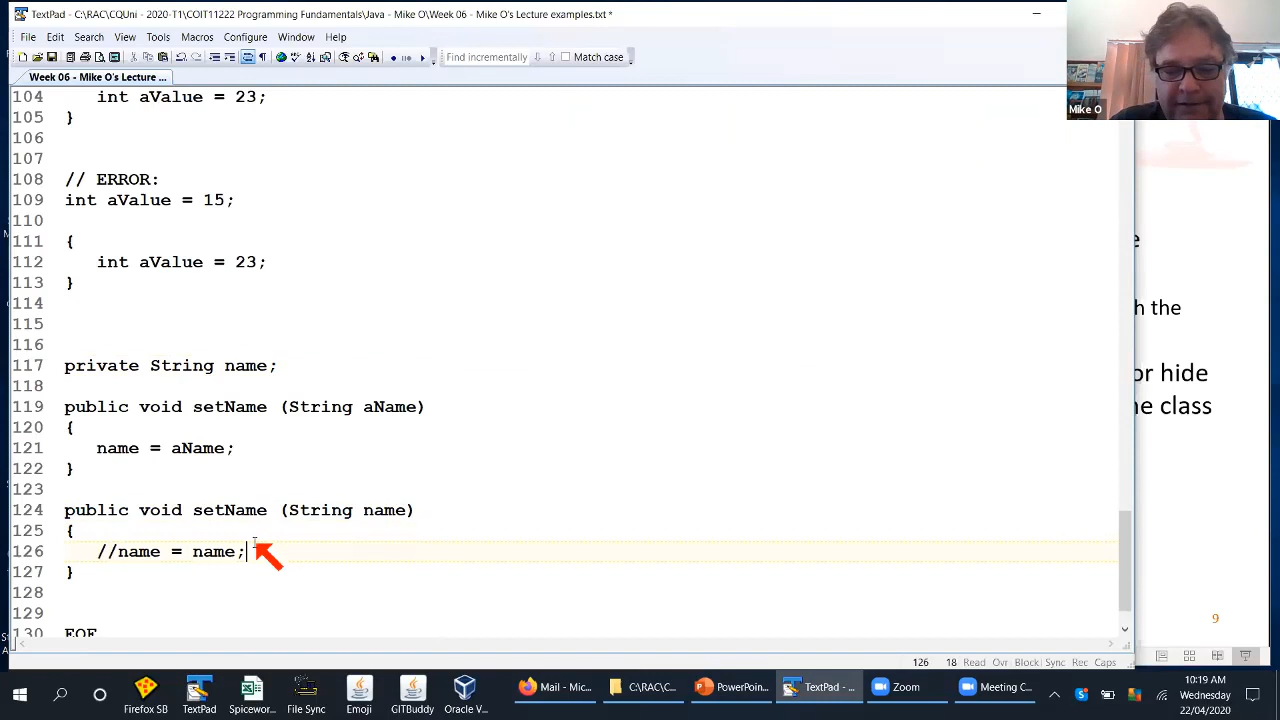 TextPad - C:\RAC\CQUni - 2020-T1\COIT11222 Programming Fundamentals\Java - Mike O\Week 06 - Mike O's Lecture examples.txt *
File Edit Search View Tools Macros Configure Window Help
Find incrementally Match case
Week 06 - Mike O's Lecture ...
Mike O
104 int aValue = 23;
105 }
106
107
108 // ERROR:
109 int aValue = 15;
110
111 {
112 int aValue = 23;
113 }
114
115
116
117 private String name;
118
119 public void setName (String aName)
120 {
121 name = aName;
122 }
123
124 public void setName (String name)
125 {
126 //name = name;
127 }
128
129
130 EOF
e
h the
or hide
ne class
9
126 18 Read Ovr Block Sync Rec Caps
Mail - Mic... C:\RAC\C... PowerPoin... TextPad - ... Zoom Meeting C...
Firefox SB TextPad Spicewor... File Sync Emoji GITBuddy Oracle V...
10:19 AM
Wednesday
22/04/2020